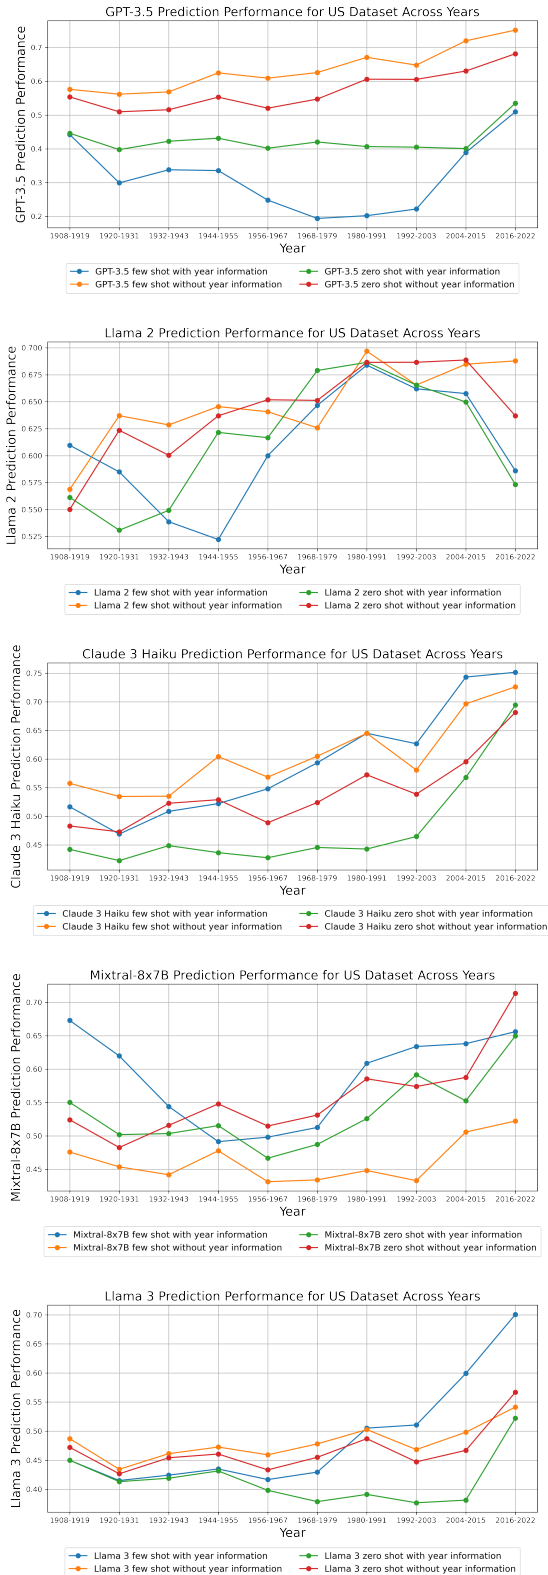 GPT-3.5 Prediction Performance for US Dataset Across Years
GPT-3.5 Prediction Performance
0.7
0.6
0.5
0.4
0.3
0.2
1908-1919 1920-1931 1932-1943 1944-1955 1956-1967 1968-1979 1980-1991 1992-2003 2004-2015 2016-2022
Year
GPT-3.5 few shot with year information GPT-3.5 zero shot with year information
GPT-3.5 few shot without year information GPT-3.5 zero shot without year information
Llama 2 Prediction Performance for US Dataset Across Years
Llama 2 Prediction Performance
0.700
0.675
0.650
0.625
0.600
0.575
0.550
0.525
1908-1919 1920-1931 1932-1943 1944-1955 1956-1967 1968-1979 1980-1991 1992-2003 2004-2015 2016-2022
Year
Llama 2 few shot with year information Llama 2 zero shot with year information
Llama 2 few shot without year information Llama 2 zero shot without year information
Claude 3 Haiku Prediction Performance for US Dataset Across Years
Claude 3 Haiku Prediction Performance
0.75
0.70
0.65
0.60
0.55
0.50
0.45
1908-1919 1920-1931 1932-1943 1944-1955 1956-1967 1968-1979 1980-1991 1992-2003 2004-2015 2016-2022
Year
Claude 3 Haiku few shot with year information Claude 3 Haiku zero shot with year information
Claude 3 Haiku few shot without year information Claude 3 Haiku zero shot without year information
Mixtral-8x7B Prediction Performance for US Dataset Across Years
Mixtral-8x7B Prediction Performance
0.70
0.65
0.60
0.55
0.50
0.45
1908-1919 1920-1931 1932-1943 1944-1955 1956-1967 1968-1979 1980-1991 1992-2003 2004-2015 2016-2022
Year
Mixtral-8x7B few shot with year information Mixtral-8x7B zero shot with year information
Mixtral-8x7B few shot without year information Mixtral-8x7B zero shot without year information
Llama 3 Prediction Performance for US Dataset Across Years
Llama 3 Prediction Performance
0.70
0.65
0.60
0.55
0.50
0.45
0.40
1908-1919 1920-1931 1932-1943 1944-1955 1956-1967 1968-1979 1980-1991 1992-2003 2004-2015 2016-2022
Year
Llama 3 few shot with year information Llama 3 zero shot with year information
Llama 3 few shot without year information Llama 3 zero shot without year information